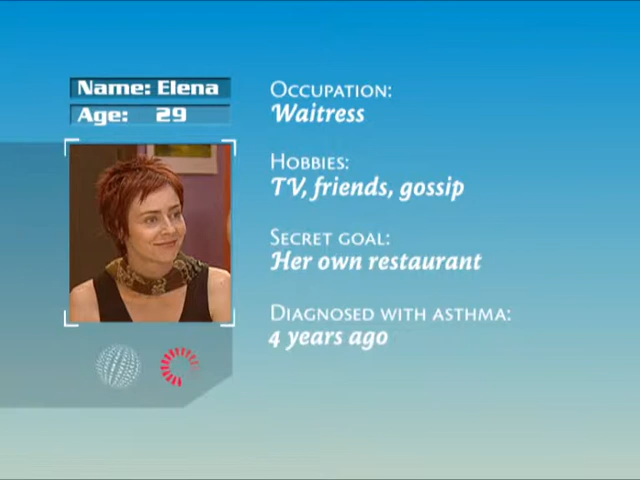 Name: Elena
Age: 29
OCCUPATION:
Waitress
HOBBIES:
TV, friends, gossip
SECRET GOAL:
Her own restaurant
DIAGNOSED WITH ASTHMA:
4 years ago